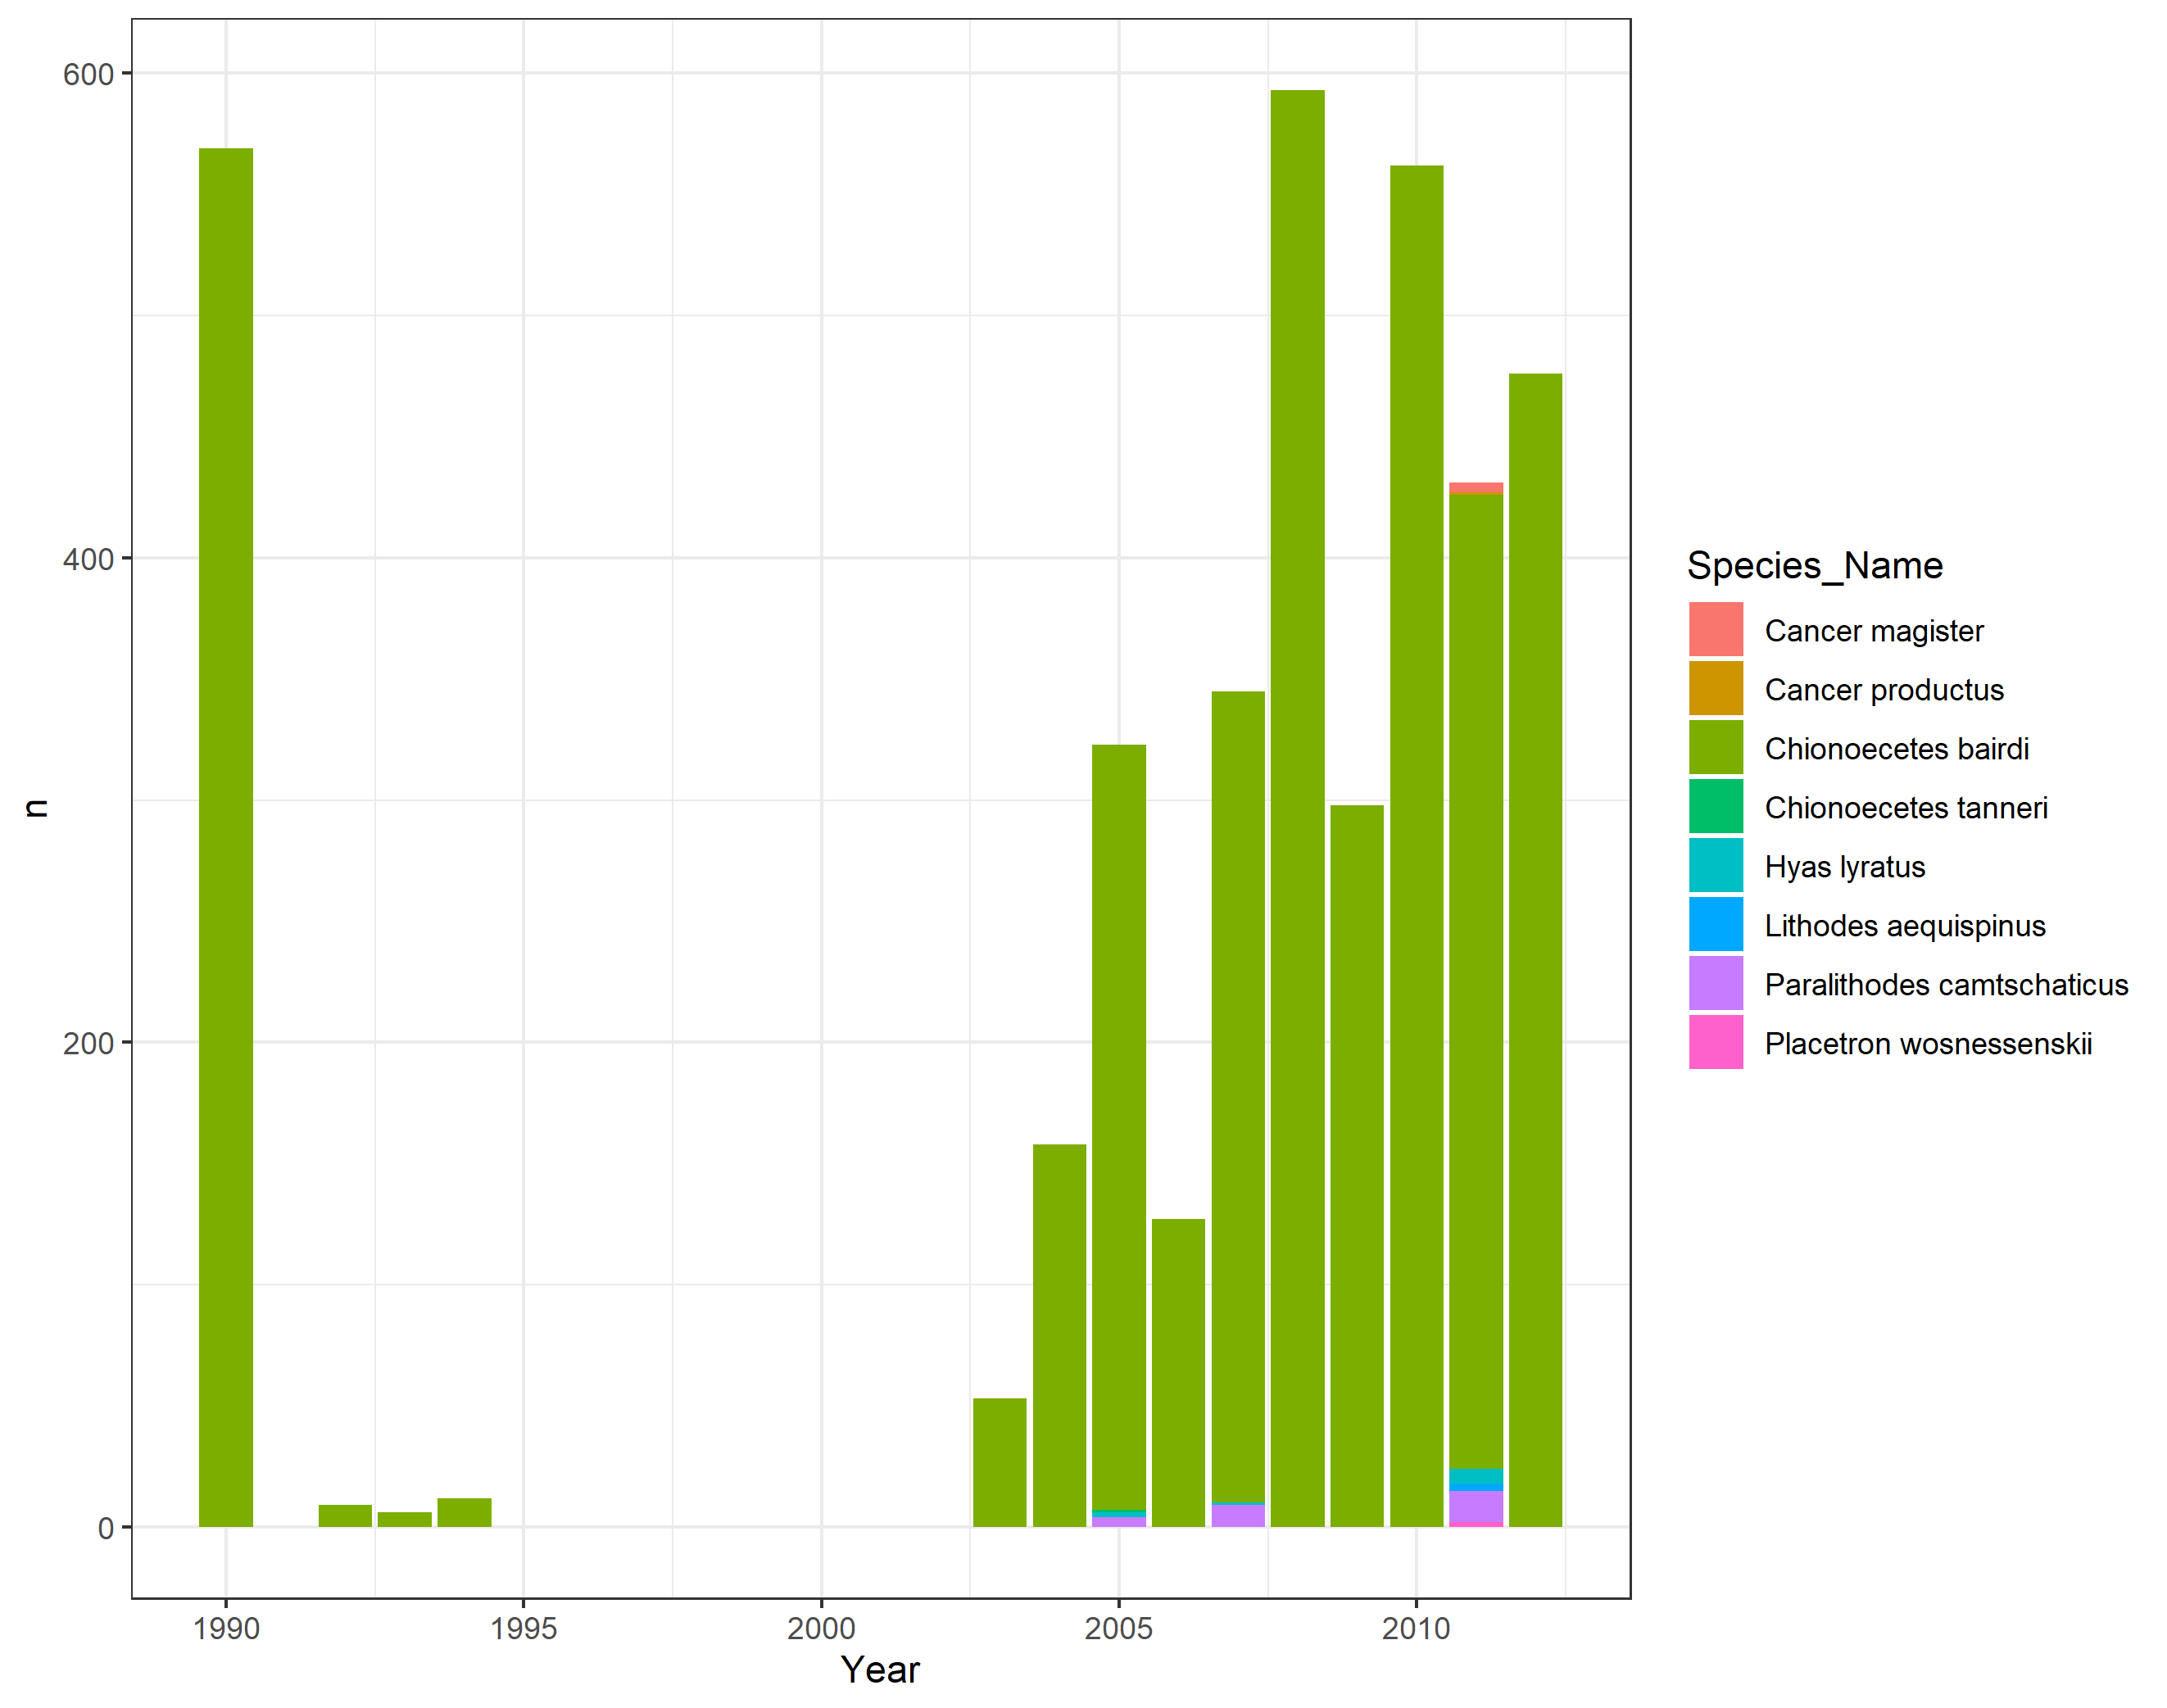 600
400
200
0
n
1990 1995 2000 2005 2010
Year
Species_Name
Cancer magister
Cancer productus
Chionoecetes bairdi
Chionoecetes tanneri
Hyas lyratus
Lithodes aequispinus
Paralithodes camtschaticus
Placetron wosnessenskii